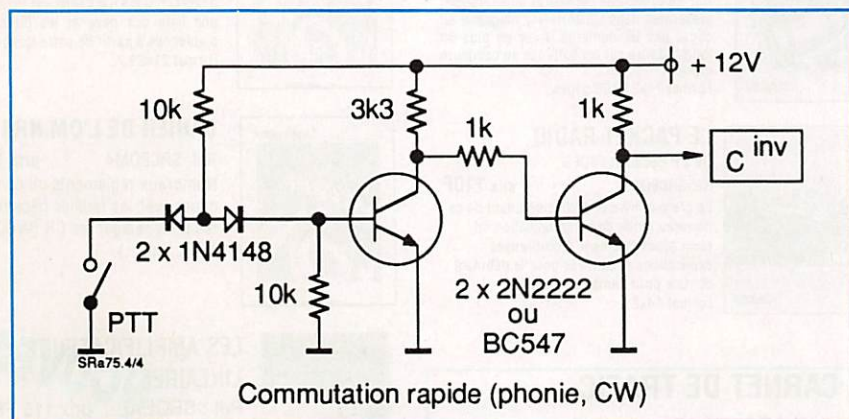 + 12V
10k
3k3
1k
1k
C inv
2 x 1N4148
10k
2 x 2N2222
ou
BC547
PTT
SRa75.4/4
Commutation rapide (phonie, CW)